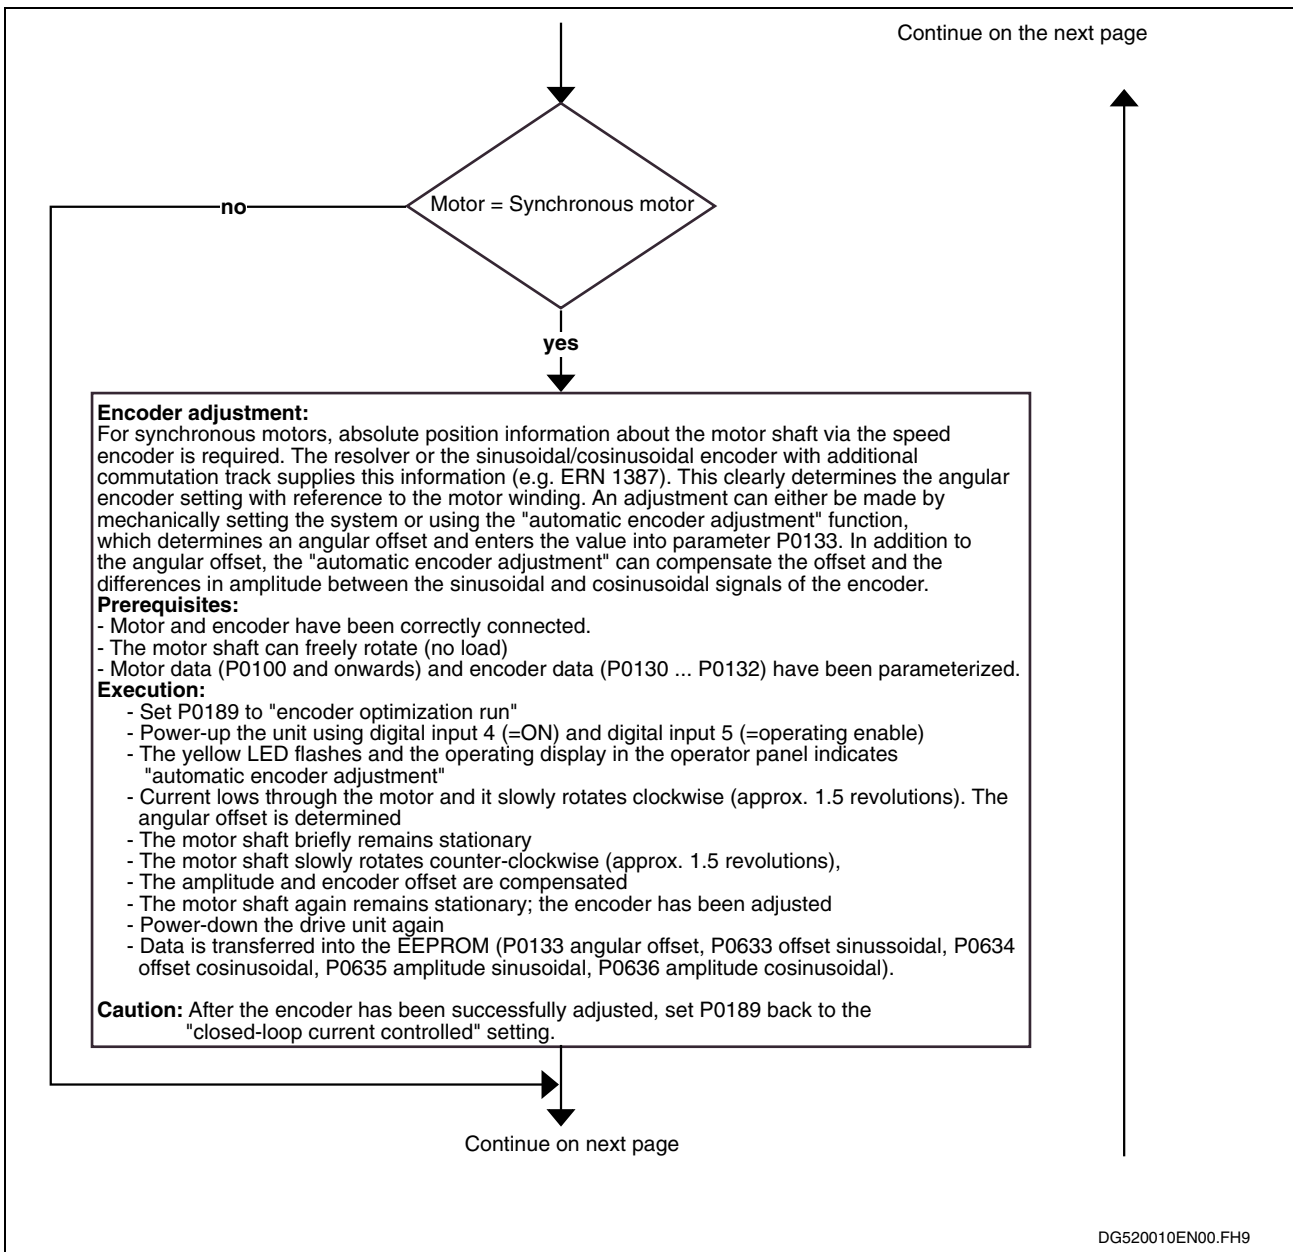 Continue on the next page
Motor = Synchronous motor
no
yes
Encoder adjustment:
For synchronous motors, absolute position information about the motor shaft via the speed
encoder is required. The resolver or the sinusoidal/cosinusoidal encoder with additional
commutation track supplies this information (e.g. ERN 1387). This clearly determines the angular
encoder setting with reference to the motor winding. An adjustment can either be made by
mechanically setting the system or using the "automatic encoder adjustment" function,
which determines an angular offset and enters the value into parameter P0133. In addition to
the angular offset, the "automatic encoder adjustment" can compensate the offset and the
differences in amplitude between the sinusoidal and cosinusoidal signals of the encoder.
Prerequisites:
- Motor and encoder have been correctly connected.
- The motor shaft can freely rotate (no load)
- Motor data (P0100 and onwards) and encoder data (P0130 ... P0132) have been parameterized.
Execution:
- Set P0189 to "encoder optimization run"
- Power-up the unit using digital input 4 (=ON) and digital input 5 (=operating enable)
- The yellow LED flashes and the operating display in the operator panel indicates
"automatic encoder adjustment"
- Current lows through the motor and it slowly rotates clockwise (approx. 1.5 revolutions). The
angular offset is determined
- The motor shaft briefly remains stationary
- The motor shaft slowly rotates counter-clockwise (approx. 1.5 revolutions),
- The amplitude and encoder offset are compensated
- The motor shaft again remains stationary; the encoder has been adjusted
- Power-down the drive unit again
- Data is transferred into the EEPROM (P0133 angular offset, P0633 offset sinussoidal, P0634
offset cosinusoidal, P0635 amplitude sinusoidal, P0636 amplitude cosinusoidal).
Caution: After the encoder has been successfully adjusted, set P0189 back to the
"closed-loop current controlled" setting.
Continue on next page
DG520010EN00.FH9